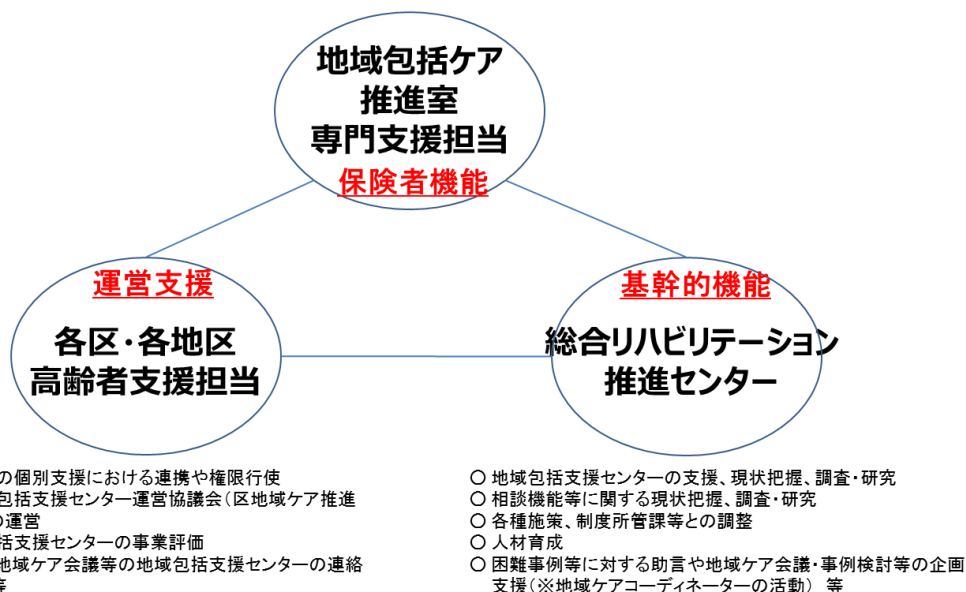 地域包括ケア
推進室
専門支援担当
保険者機能
運営支援
各区・各地区
高齢者支援担当
基幹的機能
総合リハビリテーション
推進センター
の個別支援における連携や権限行使
包括支援センター運営協議会（区地域ケア推進
の運営
括支援センターの事業評価
地域ケア会議等の地域包括支援センターの連絡
等
○ 地域包括支援センターの支援、現状把握、調査・研究
○ 相談機能等に関する現状把握、調査・研究
○ 各種施策、制度所管課等との調整
○ 人材育成
○ 困難事例等に対する助言や地域ケア会議・事例検討等の企画
支援（※地域ケアコーディネーターの活動） 等